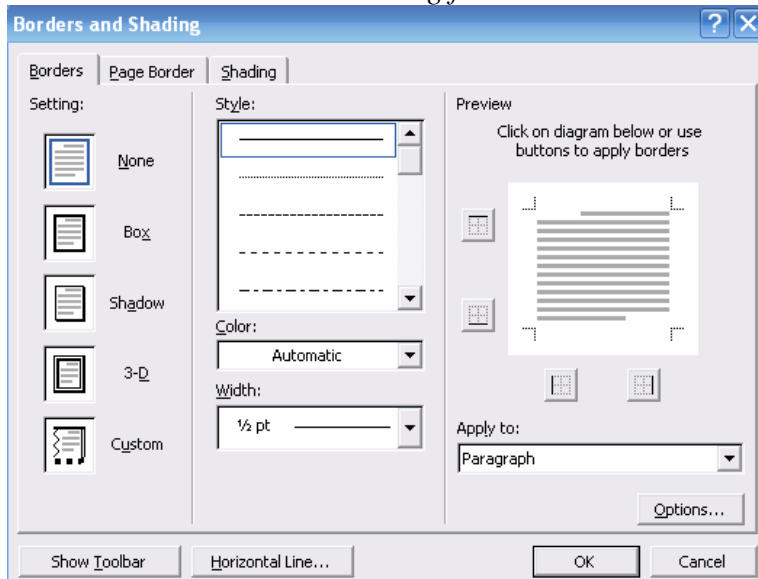 Borders and Shading
Borders
Page Border
Shading
Setting:
None
Box
Shadow
3-D
Custom
Style:
Color:
Automatic
Width:
½ pt
Preview
Click on diagram below or use
buttons to apply borders
Apply to:
Paragraph
Options...
Show Toolbar
Horizontal Line...
OK
Cancel